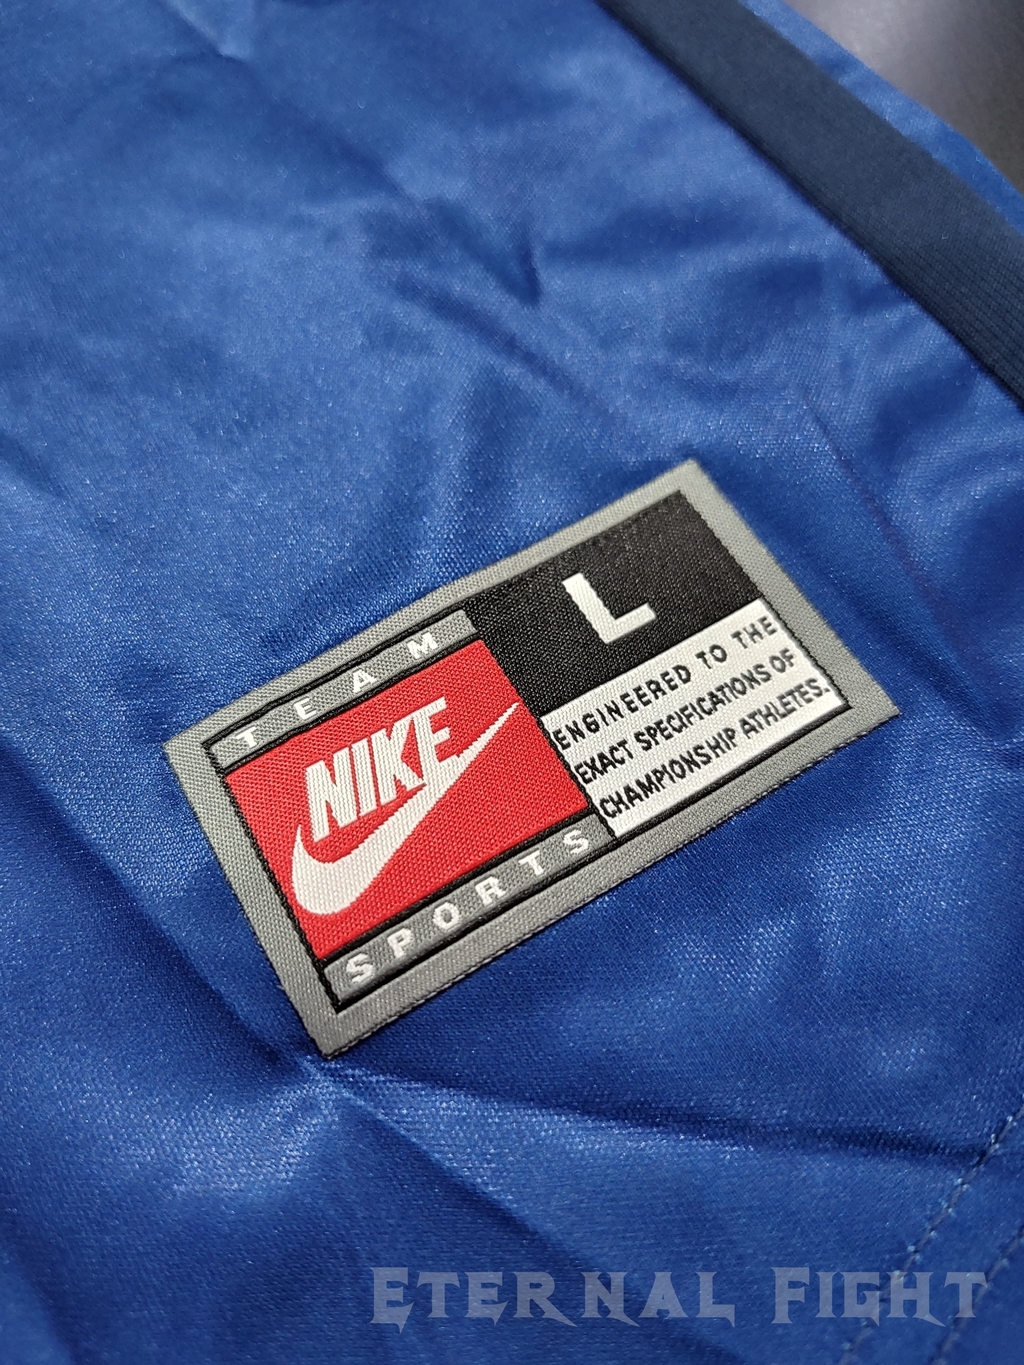 TEAM
NIKE
SPORTS
L
ENGINEERED TO THE
EXACT SPECIFICATIONS OF
CHAMPIONSHIP ATHLETES.
ETERNAL FIGHT